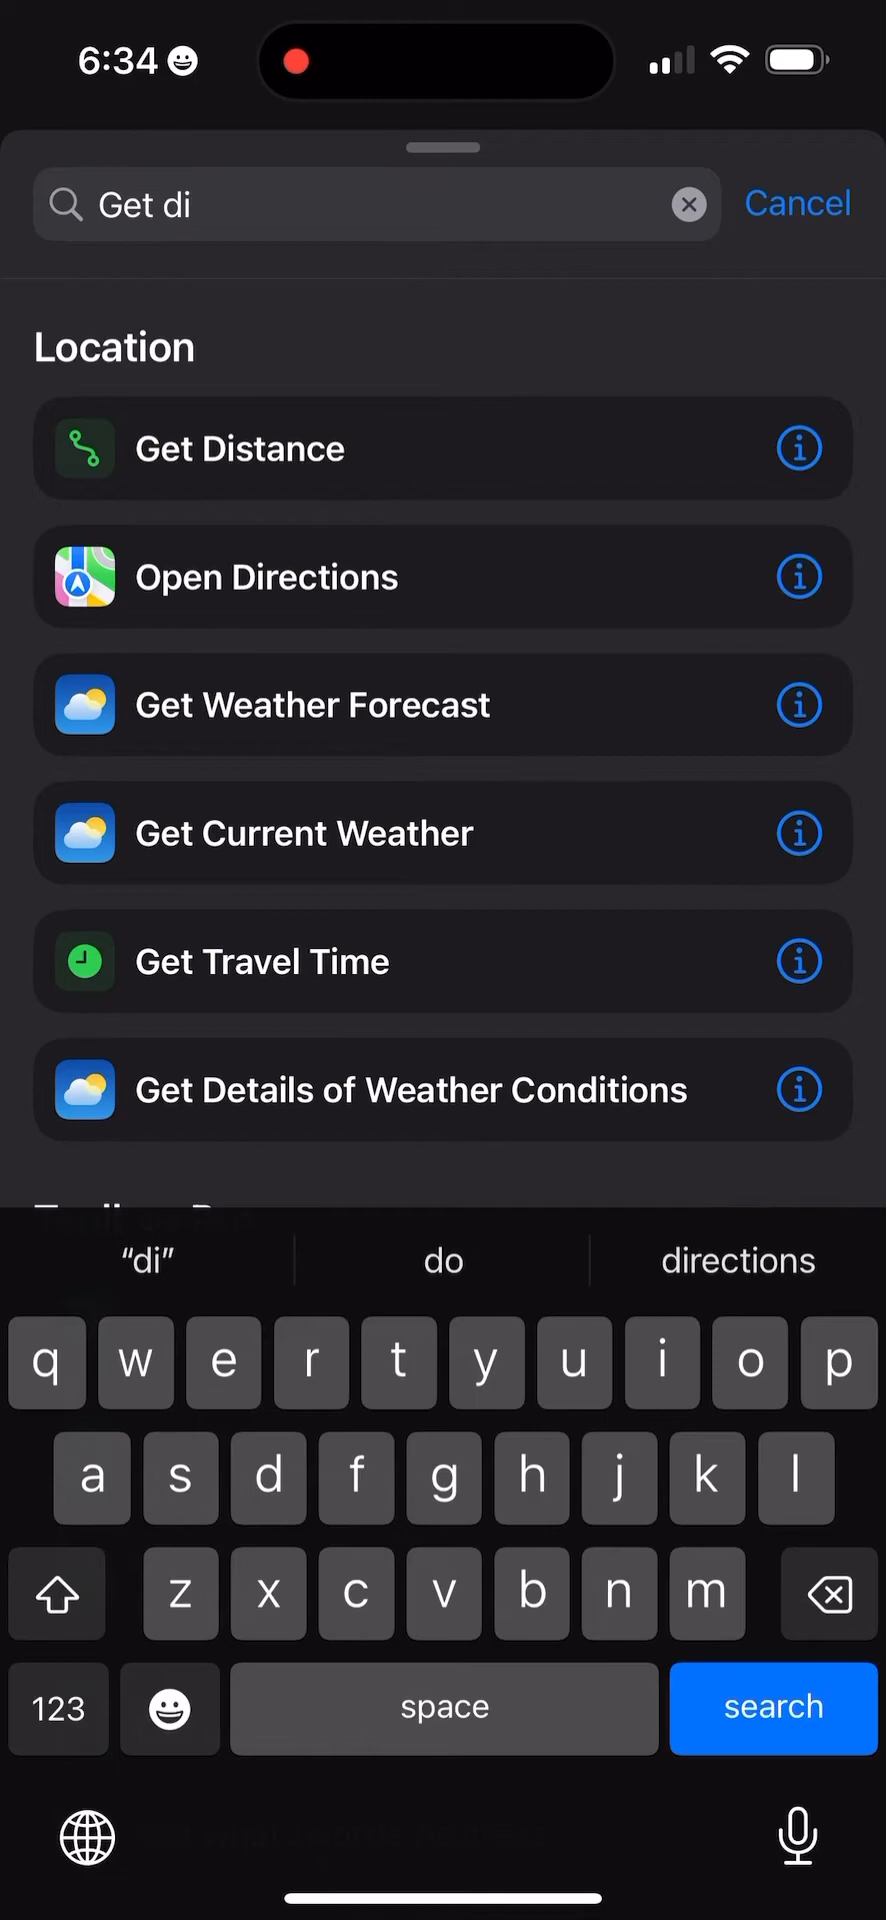 6:34
Get di
Cancel
Location
Get Distance
Open Directions
Get Weather Forecast
Get Current Weather
Get Travel Time
Get Details of Weather Conditions
“di”
do
directions
q w e r t y u i o p
a s d f g h j k l
z x c v b n m
123
space
search